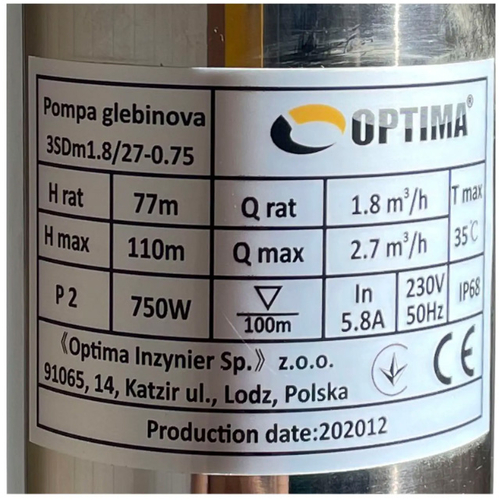 Pompa glebinova
3SDm1.8/27-0.75
OPTIMA®
H rat 77m Q rat 1.8 m³/h T max
H max 110m Q max 2.7 m³/h 35℃
P 2 750W 100m In 5.8A 230V 50Hz IP68
《Optima Inzynier Sp.》 z.o.o.
91065, 14, Katzir ul., Lodz, Polska
CE
Production date:202012